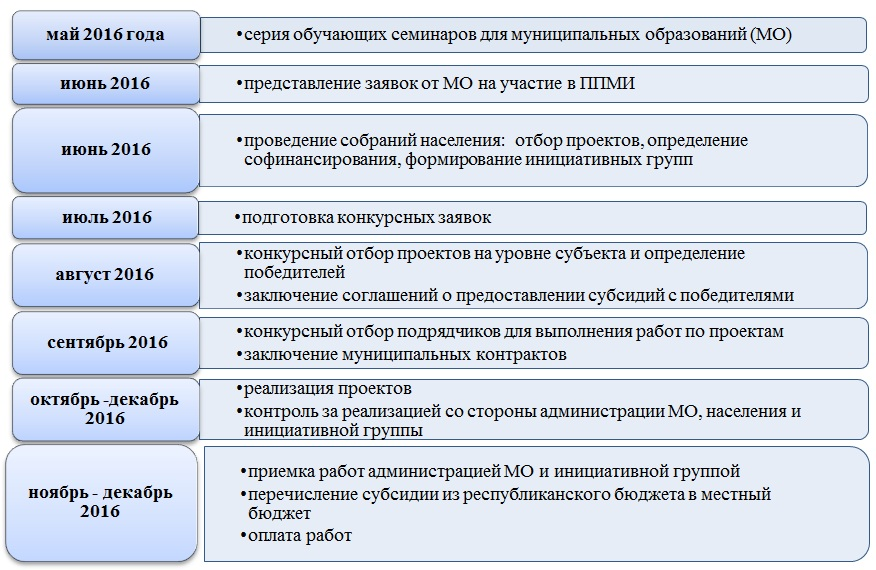 май 2016 года
•серия обучающих семинаров для муниципальных образований (МО)
июнь 2016
•представление заявок от МО на участие в ППМИ
июнь 2016
•проведение собраний населения: отбор проектов, определение
софинансирования, формирование инициативных групп
июль 2016
•подготовка конкурсных заявок
август 2016
•конкурсный отбор проектов на уровне субъекта и определение
победителей
•заключение соглашений о предоставлении субсидий с победителями
сентябрь 2016
•конкурсный отбор подрядчиков для выполнения работ по проектам
•заключение муниципальных контрактов
октябрь -декабрь
2016
•реализация проектов
•контроль за реализацией со стороны администрации МО, населения и
инициативной группы
ноябрь - декабрь
2016
•приемка работ администрацией МО и инициативной группой
•перечисление субсидии из республиканского бюджета в местный
бюджет
•оплата работ